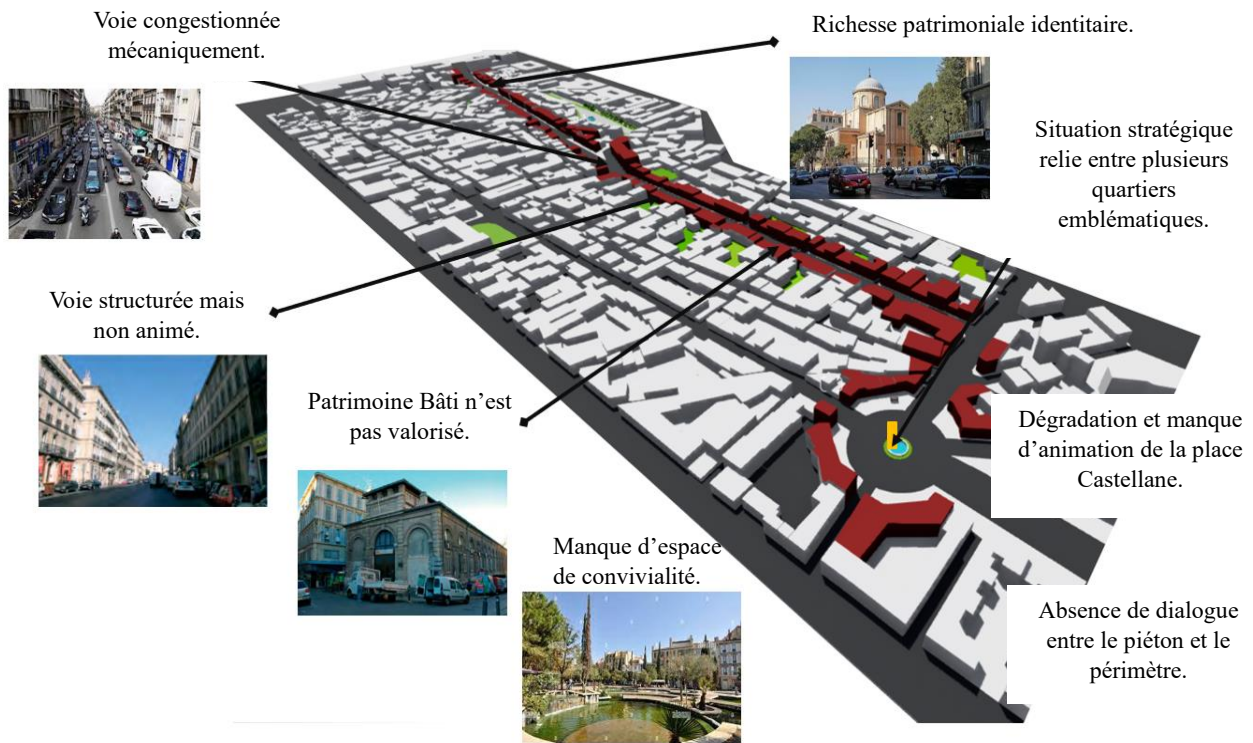 Voie congestionnée
mécaniquement.
Richesse patrimoniale identitaire.
Situation stratégique
relie entre plusieurs
quartiers
emblématiques.
Voie structurée mais
non animé.
Patrimoine Bâti n’est
pas valorisé.
Dégradation et manque
d’animation de la place
Castellane.
Manque d’espace
de convivialité.
Absence de dialogue
entre le piéton et le
périmètre.